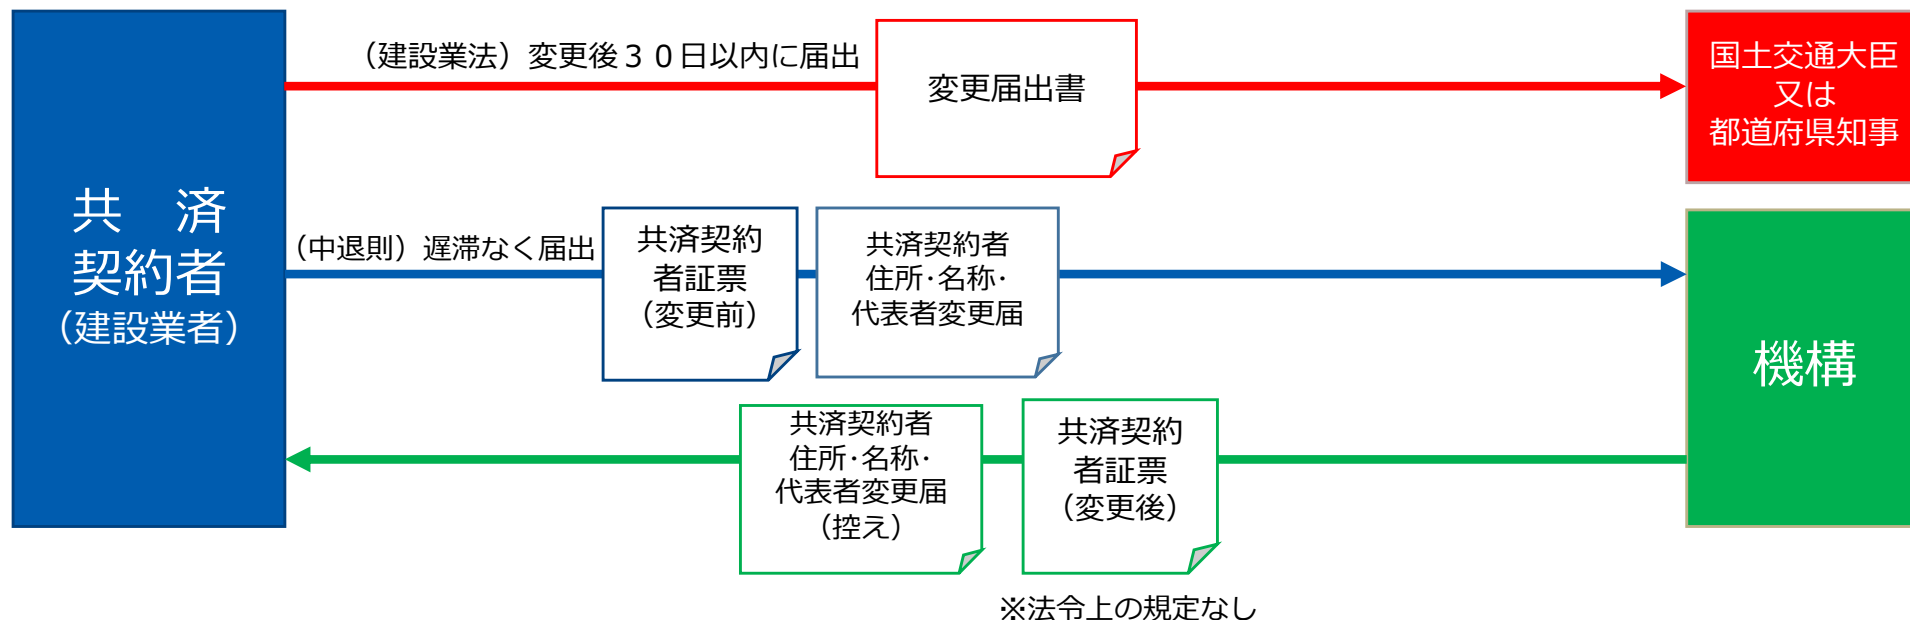 共　済
契約者
（建設業者）
（建設業法）変更後３０日以内に届出
変更届出書
国土交通大臣
又は
都道府県知事
（中退則）遅滞なく届出
共済契約
者証票
（変更前）
共済契約者
住所･名称･
代表者変更届
機構
共済契約者
住所･名称･
代表者変更届
（控え）
共済契約
者証票
（変更後）
※法令上の規定なし